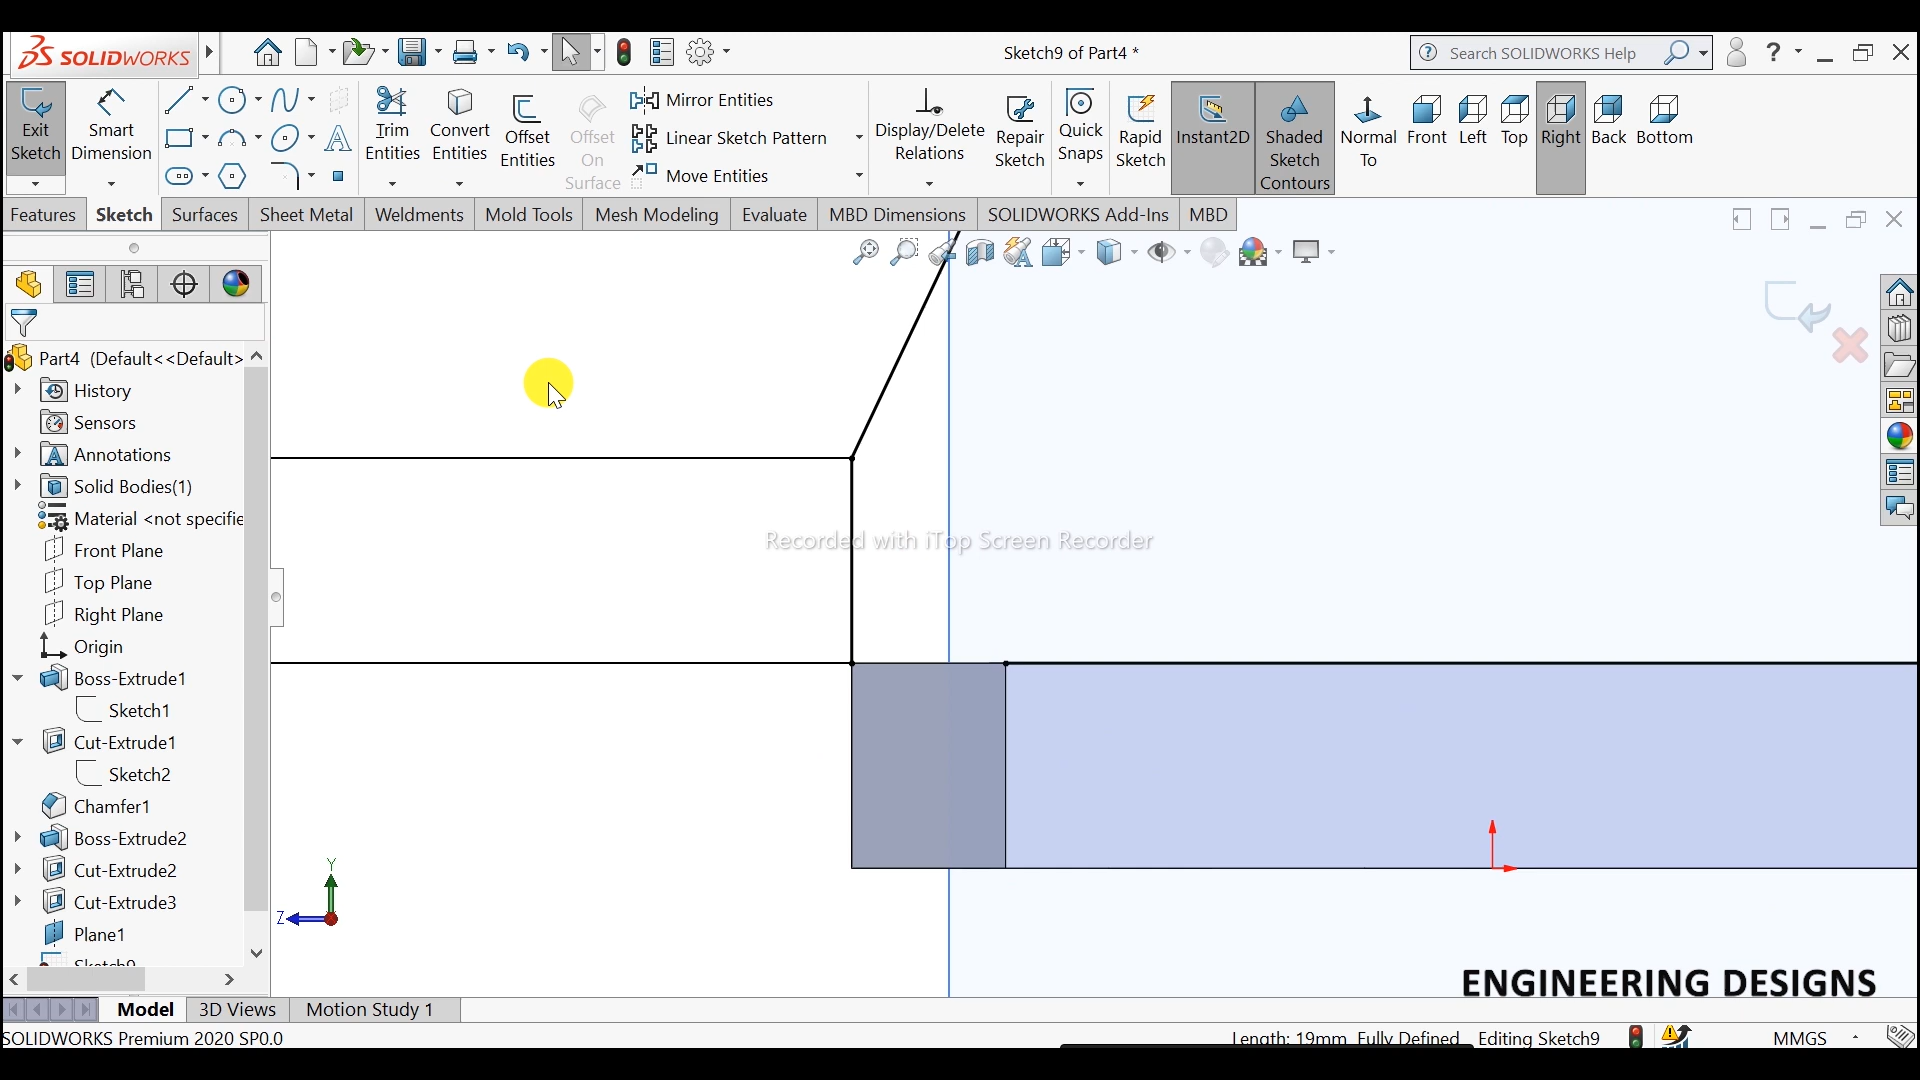 SOLIDWORKS
Sketch9 of Part4 *
Search SOLIDWORKS Help
Exit Sketch
Smart Dimension
Trim Entities
Convert Entities
Offset Entities
Offset On Surface
Mirror Entities
Linear Sketch Pattern
Move Entities
Display/Delete Relations
Repair Sketch
Quick Snaps
Rapid Sketch
Instant2D
Shaded Sketch Contours
Normal To
Front
Left
Top
Right
Back
Bottom
Features
Sketch
Surfaces
Sheet Metal
Weldments
Mold Tools
Mesh Modeling
Evaluate
MBD Dimensions
SOLIDWORKS Add-Ins
MBD
Part4 (Default<<Default>
History
Sensors
Annotations
Solid Bodies(1)
Material <not specifie
Front Plane
Top Plane
Right Plane
Origin
Boss-Extrude1
Sketch1
Cut-Extrude1
Sketch2
Chamfer1
Boss-Extrude2
Cut-Extrude2
Cut-Extrude3
Plane1
Sketch9
Recorded with iTop Screen Recorder
Y
Z
ENGINEERING DESIGNS
Model
3D Views
Motion Study 1
SOLIDWORKS Premium 2020 SP0.0
Length: 19mm
Fully Defined
Editing Sketch9
MMGS